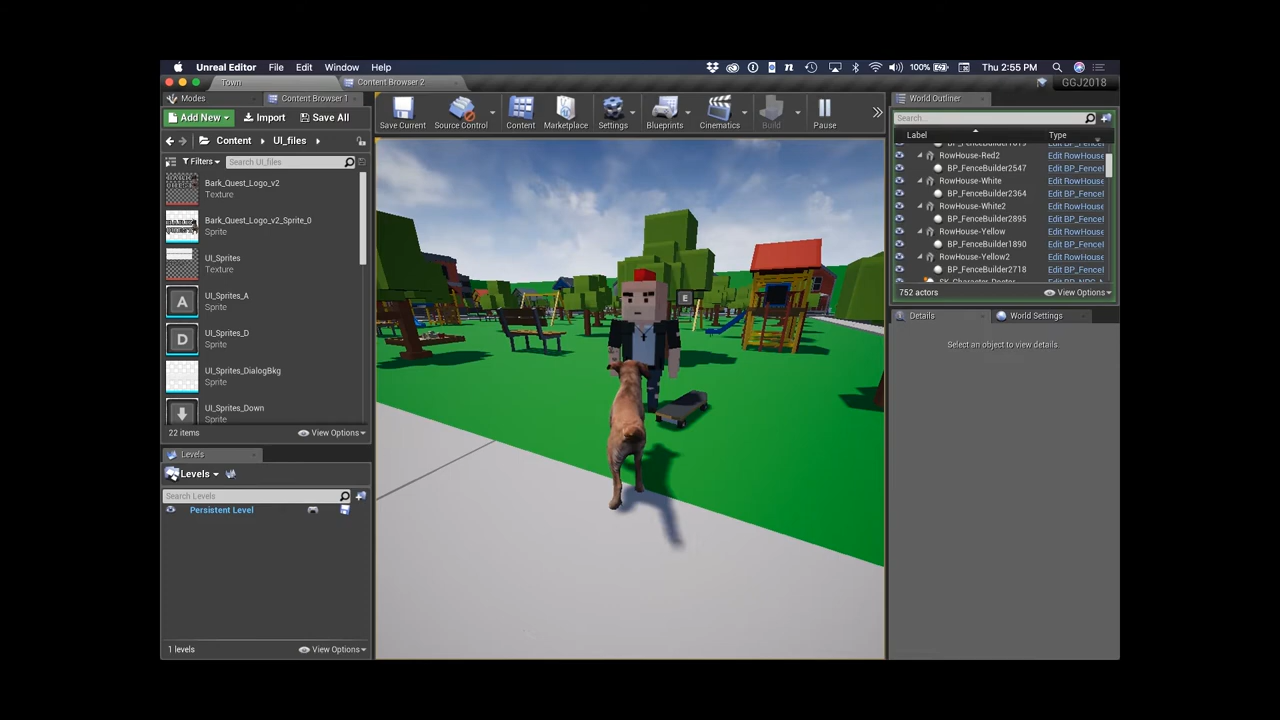 Unreal Editor File Edit Window Help 100% Thu 2:55 PM
Town Content Browser 2 GGJ2018
Modes Content Browser 1 World Outliner
Add New Import Save All
Save Current Source Control Content Marketplace Settings Blueprints Cinematics Build Pause
Search...
Label Type
Content UI_files
Filters Search UI_files
RowHouse-Red2 Edit RowHouse
BP_FenceBuilder2547 Edit BP_FenceI
RowHouse-White Edit RowHouse
BP_FenceBuilder2364 Edit BP_FenceI
RowHouse-White2 Edit RowHouse
BP_FenceBuilder2895 Edit BP_FenceI
RowHouse-Yellow Edit RowHouse
BP_FenceBuilder1890 Edit BP_FenceI
RowHouse-Yellow2 Edit RowHouse
BP_FenceBuilder2718 Edit BP_FenceI
752 actors View Options
Details World Settings
Select an object to view details.
Bark_Quest_Logo_v2
Texture
Bark_Quest_Logo_v2_Sprite_0
Sprite
UI_Sprites
Texture
A UI_Sprites_A
Sprite
D UI_Sprites_D
Sprite
UI_Sprites_DialogBkg
Sprite
UI_Sprites_Down
Sprite
22 items View Options
E
Levels
Levels
Search Levels
Persistent Level
1 levels View Options